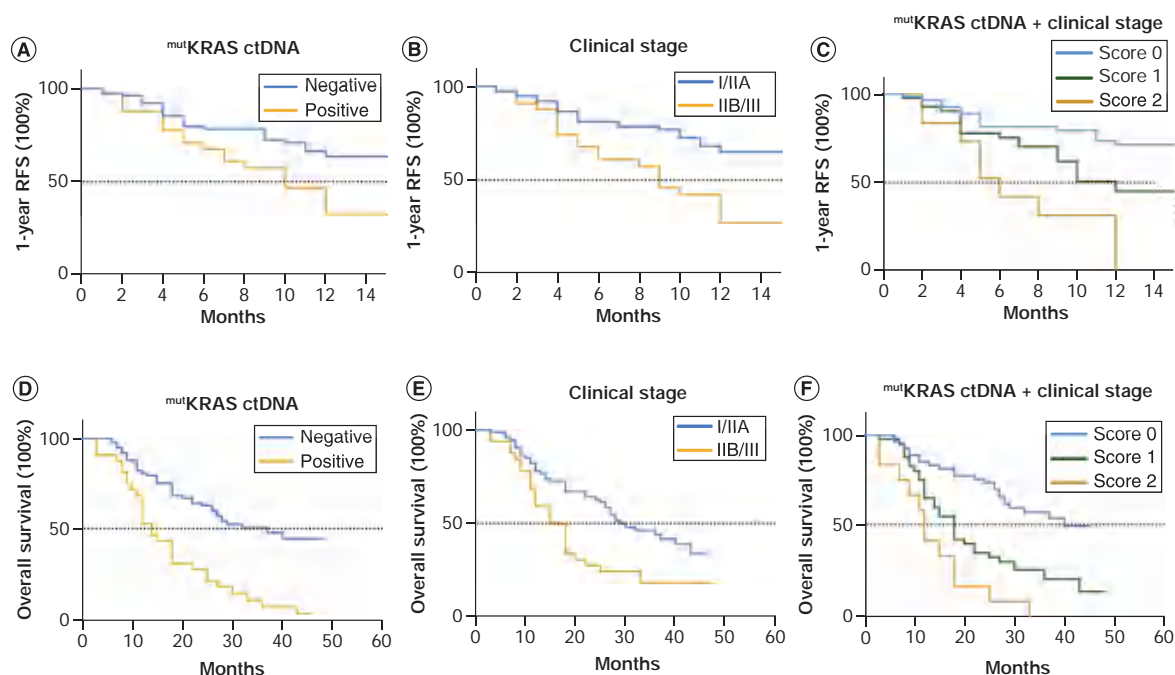 A
mutKRAS ctDNA
Negative
Positive
1-year RFS (100%)
100
50
0
0 2 4 6 8 10 12 14
Months
B
Clinical stage
I/IIA
IIB/III
1-year RFS (100%)
100
50
0
0 2 4 6 8 10 12 14
Months
C
mutKRAS ctDNA + clinical stage
Score 0
Score 1
Score 2
1-year RFS (100%)
100
50
0
0 2 4 6 8 10 12 14
Months
D
mutKRAS ctDNA
Negative
Positive
Overall survival (100%)
100
50
0
0 10 20 30 40 50 60
Months
E
Clinical stage
I/IIA
IIB/III
Overall survival (100%)
100
50
0
0 10 20 30 40 50 60
Months
F
mutKRAS ctDNA + clinical stage
Score 0
Score 1
Score 2
Overall survival (100%)
100
50
0
0 10 20 30 40 50 60
Months